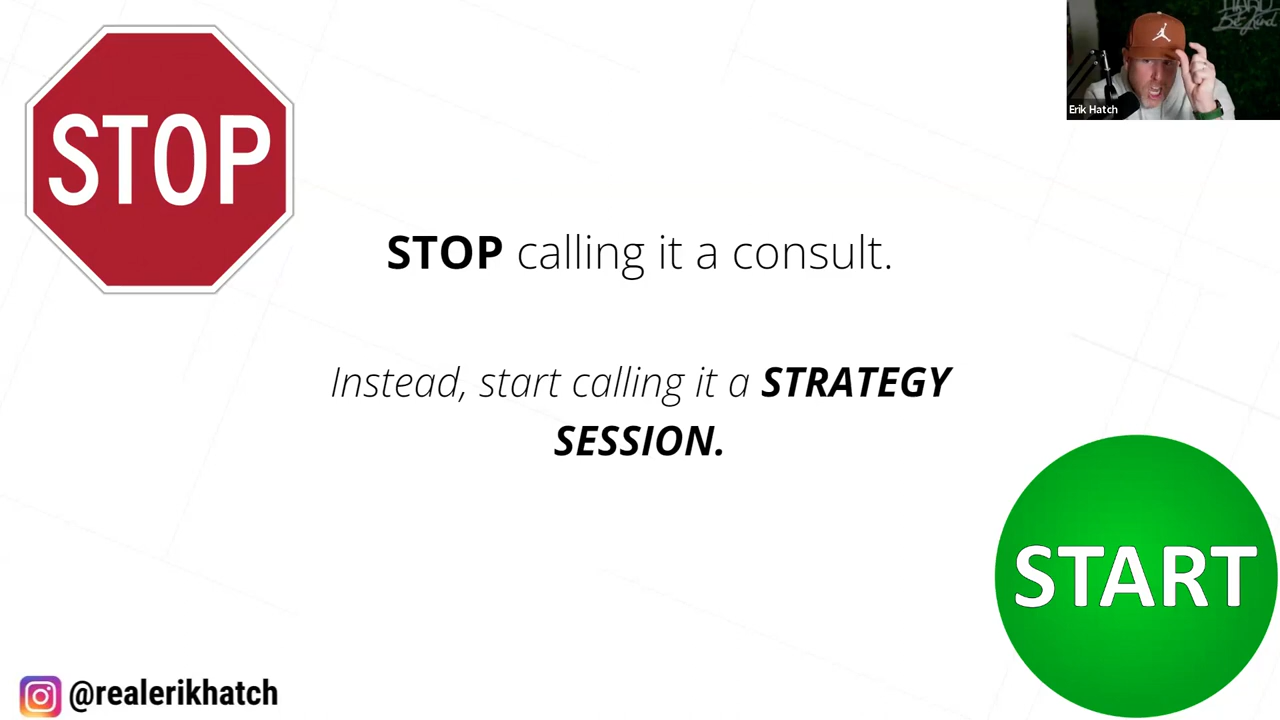 STOP
STOP calling it a consult.
Instead, start calling it a STRATEGY
SESSION.
START
@realerikhatch
Erik Hatch